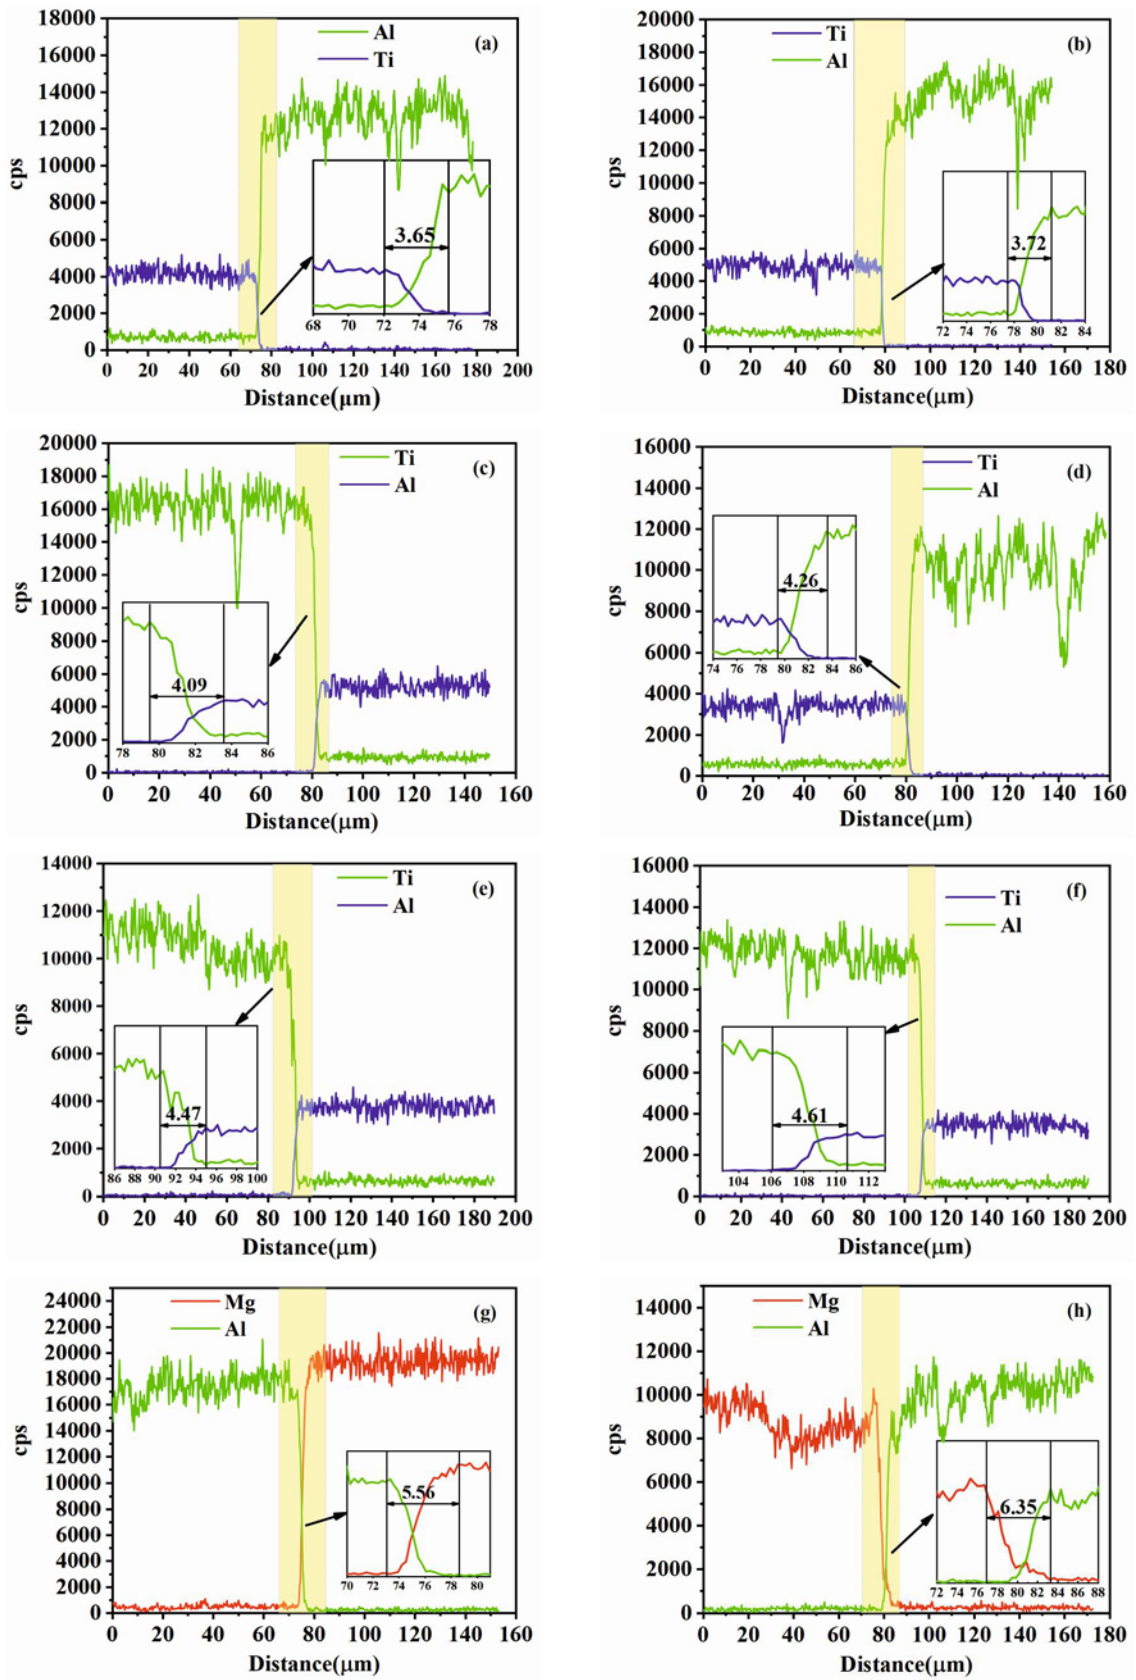 Al
Ti
(a)
18000
16000
14000
12000
10000
8000
6000
4000
2000
0
cps
3.65
68 70 72 74 76 78
0 20 40 60 80 100 120 140 160 180 200
Distance(μm)
Ti
Al
(b)
20000
18000
16000
14000
12000
10000
8000
6000
4000
2000
0
cps
3.72
72 74 76 78 80 82 84
0 20 40 60 80 100 120 140 160 180
Distance(μm)
Ti
Al
(c)
20000
18000
16000
14000
12000
10000
8000
6000
4000
2000
0
cps
4.09
78 80 82 84 86
0 20 40 60 80 100 120 140 160
Distance(μm)
Ti
Al
(d)
16000
14000
12000
10000
8000
6000
4000
2000
0
cps
4.26
74 76 78 80 82 84 86
0 20 40 60 80 100 120 140 160
Distance(μm)
Ti
Al
(e)
14000
12000
10000
8000
6000
4000
2000
0
cps
4.47
86 88 90 92 94 96 98 100
0 20 40 60 80 100 120 140 160 180 200
Distance(μm)
Ti
Al
(f)
16000
14000
12000
10000
8000
6000
4000
2000
0
cps
4.61
104 106 108 110 112
0 20 40 60 80 100 120 140 160 180 200
Distance(μm)
Mg
Al
(g)
24000
22000
20000
18000
16000
14000
12000
10000
8000
6000
4000
2000
0
cps
5.56
70 72 74 76 78 80
0 20 40 60 80 100 120 140 160
Distance(μm)
Mg
Al
(h)
14000
12000
10000
8000
6000
4000
2000
0
cps
6.35
72 74 76 78 80 82 84 86 88
0 20 40 60 80 100 120 140 160 180
Distance(μm)